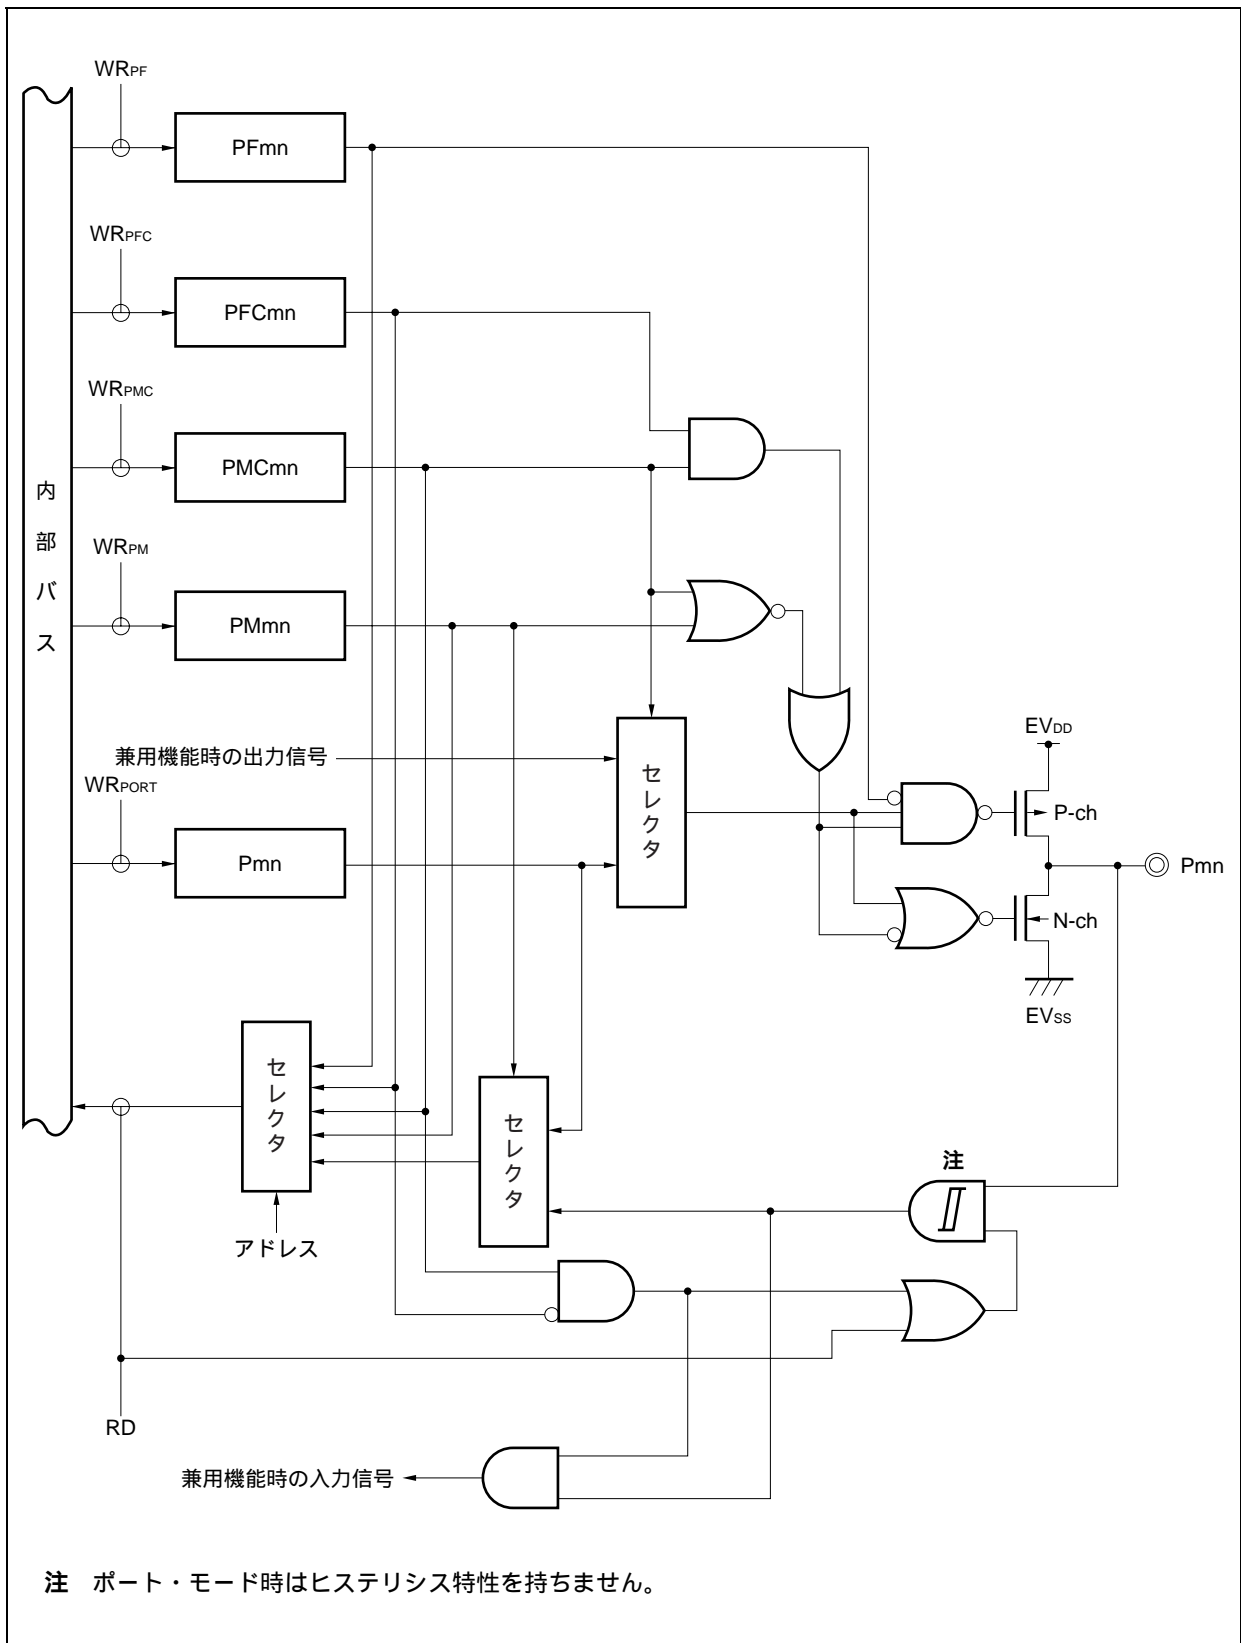 WRPF
PFmn
WRPFC
PFCmn
WRPMC
PMCmn
内部バス
WRPM
PMmn
EVDD
兼用機能時の出力信号
セレクタ
WRPORT
P-ch
Pmn
Pmn
N-ch
EVSS
セレクタ
セレクタ
注
アドレス
RD
兼用機能時の入力信号
注 ポート・モード時はヒステリシス特性を持ちません。